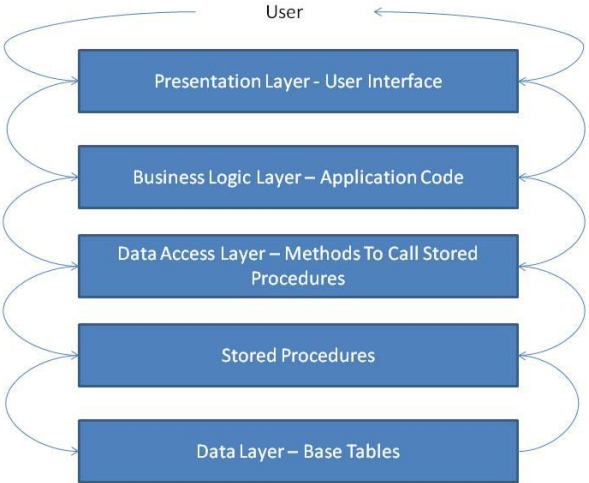 User
Presentation Layer - User Interface
Business Logic Layer – Application Code
Data Access Layer – Methods To Call Stored
Procedures
Stored Procedures
Data Layer – Base Tables